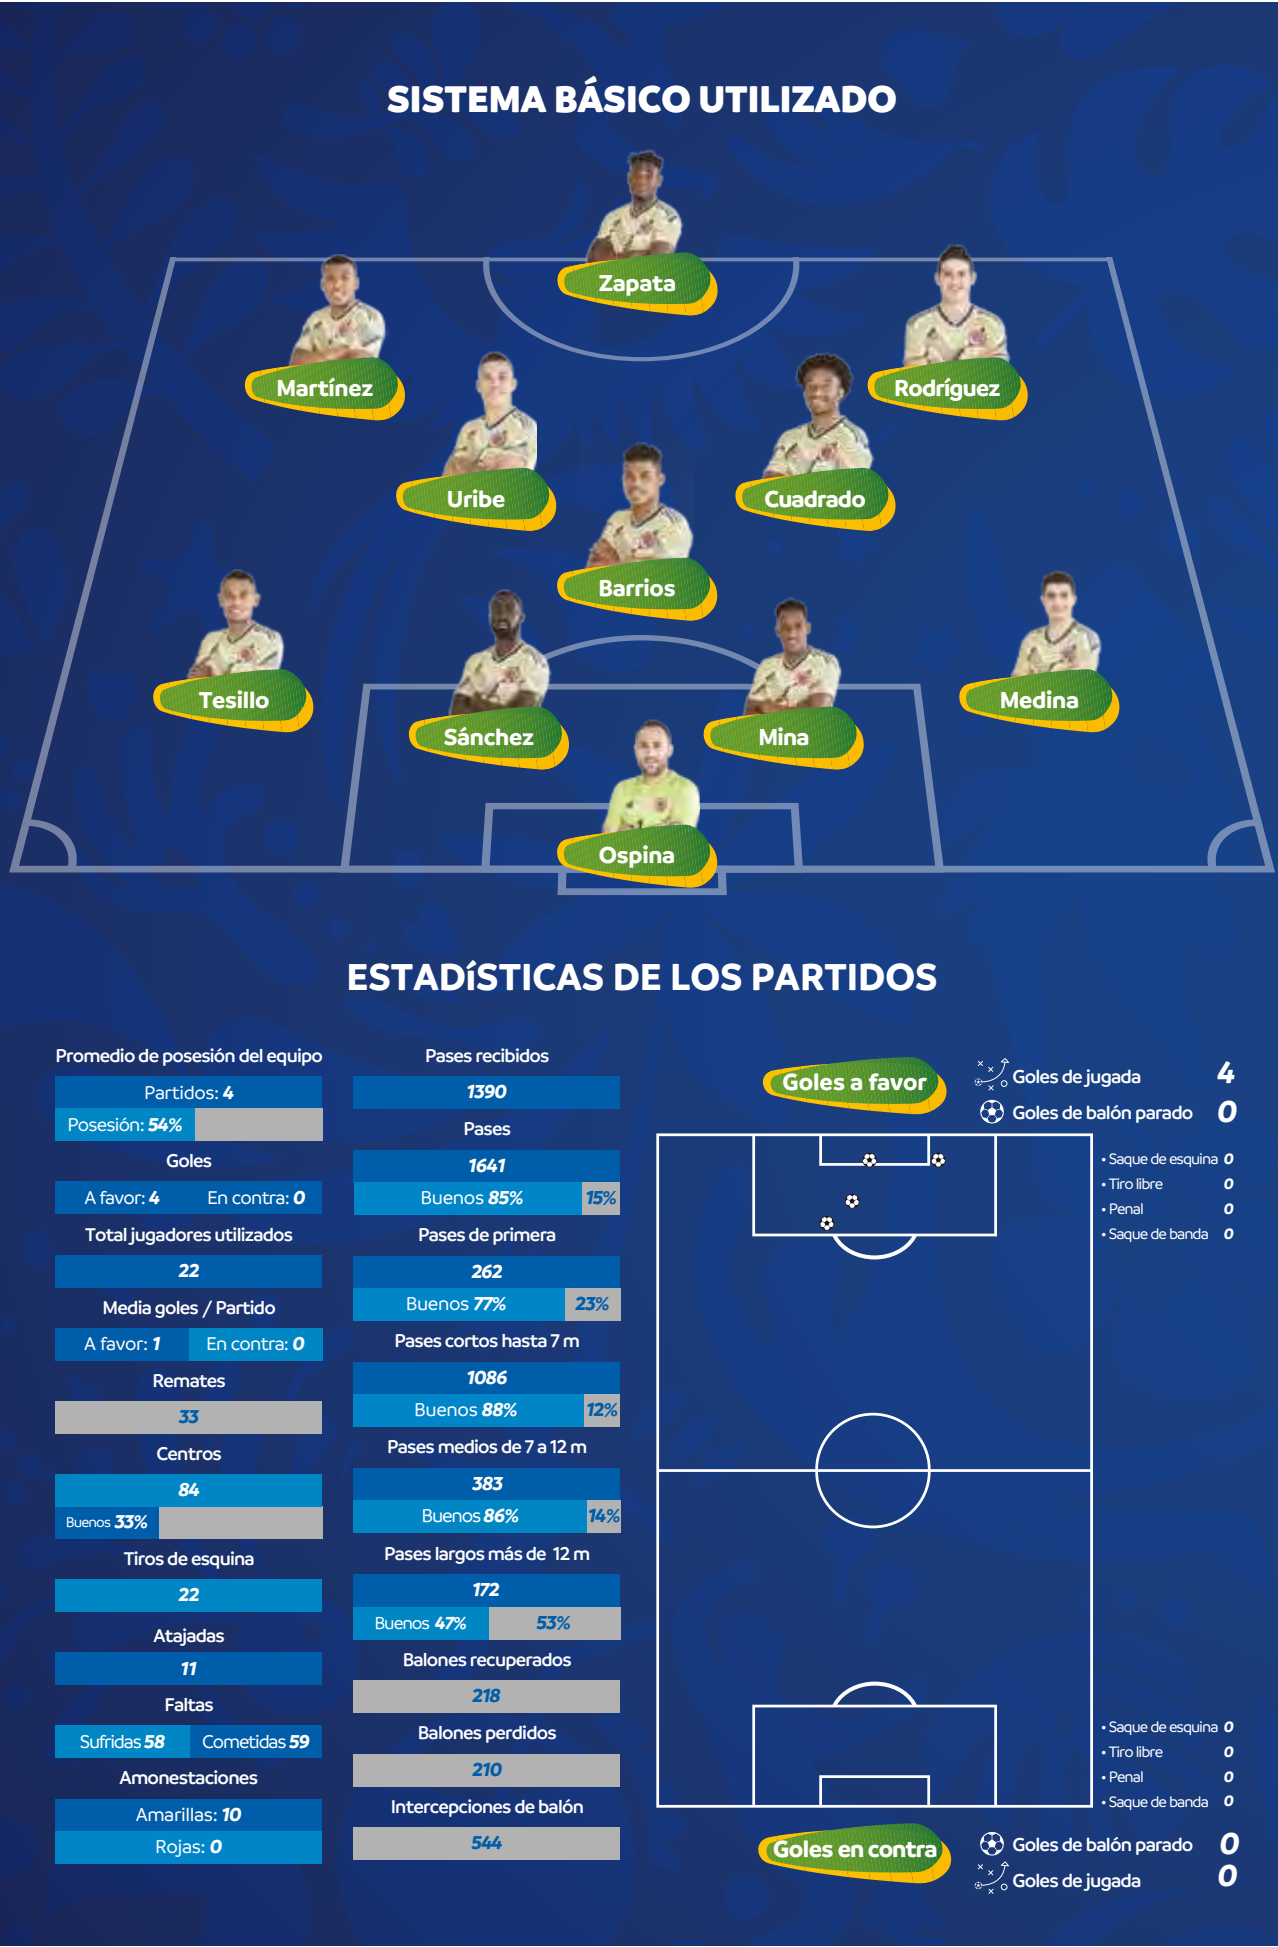 SISTEMA BÁSICO UTILIZADO
Zapata
Martínez
Rodríguez
Uribe
Cuadrado
Barrios
Tesillo
Sánchez
Mina
Medina
Ospina
ESTADíSTICAS DE LOS PARTIDOS
Promedio de posesión del equipo
Partidos: 4
Posesión: 54%
Goles
A favor: 4 En contra: 0
Total jugadores utilizados
22
Media goles / Partido
A favor: 1 En contra: 0
Remates
33
Centros
84
Buenos 33%
Tiros de esquina
22
Atajadas
11
Faltas
Sufridas 58 Cometidas 59
Amonestaciones
Amarillas: 10
Rojas: 0
Pases recibidos
1390
Pases
1641
Buenos 85% 15%
Pases de primera
262
Buenos 77% 23%
Pases cortos hasta 7 m
1086
Buenos 88% 12%
Pases medios de 7 a 12 m
383
Buenos 86% 14%
Pases largos más de 12 m
172
Buenos 47% 53%
Balones recuperados
218
Balones perdidos
210
Intercepciones de balón
544
Goles a favor
Goles de jugada 4
Goles de balón parado 0
• Saque de esquina 0
• Tiro libre 0
• Penal 0
• Saque de banda 0
• Saque de esquina 0
• Tiro libre 0
• Penal 0
• Saque de banda 0
Goles en contra
Goles de balón parado 0
Goles de jugada 0